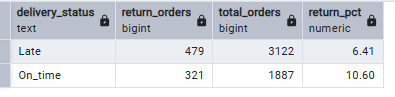 delivery_status return_orders total_orders return_pct
text bigint bigint numeric
Late 479 3122 6.41
On_time 321 1887 10.60